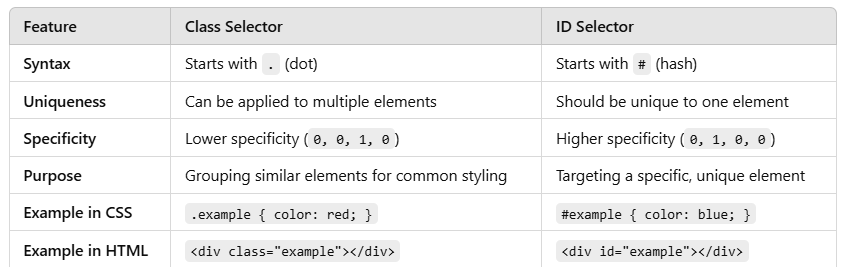 Feature Class Selector ID Selector
Syntax Starts with . (dot) Starts with # (hash)
Uniqueness Can be applied to multiple elements Should be unique to one element
Specificity Lower specificity ( 0, 0, 1, 0 ) Higher specificity ( 0, 1, 0, 0 )
Purpose Grouping similar elements for common styling Targeting a specific, unique element
Example in CSS .example { color: red; } #example { color: blue; }
Example in HTML <div class="example"></div> <div id="example"></div>